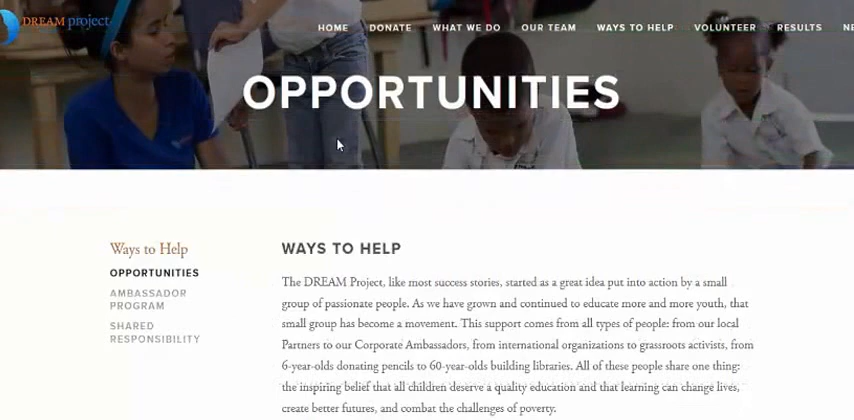 DREAM project
HOME DONATE WHAT WE DO OUR TEAM WAYS TO HELP VOLUNTEER RESULTS NE
OPPORTUNITIES
Ways to Help
OPPORTUNITIES
AMBASSADOR
PROGRAM
SHARED
RESPONSIBILITY
WAYS TO HELP
The DREAM Project, like most success stories, started as a great idea put into action by a small
group of passionate people. As we have grown and continued to educate more and more youth, that
small group has become a movement. This support comes from all types of people: from our local
Partners to our Corporate Ambassadors, from international organizations to grassroots activists, from
6-year-olds donating pencils to 60-year-olds building libraries. All of these people share one thing:
the inspiring belief that all children deserve a quality education and that learning can change lives,
create better futures, and combat the challenges of poverty.